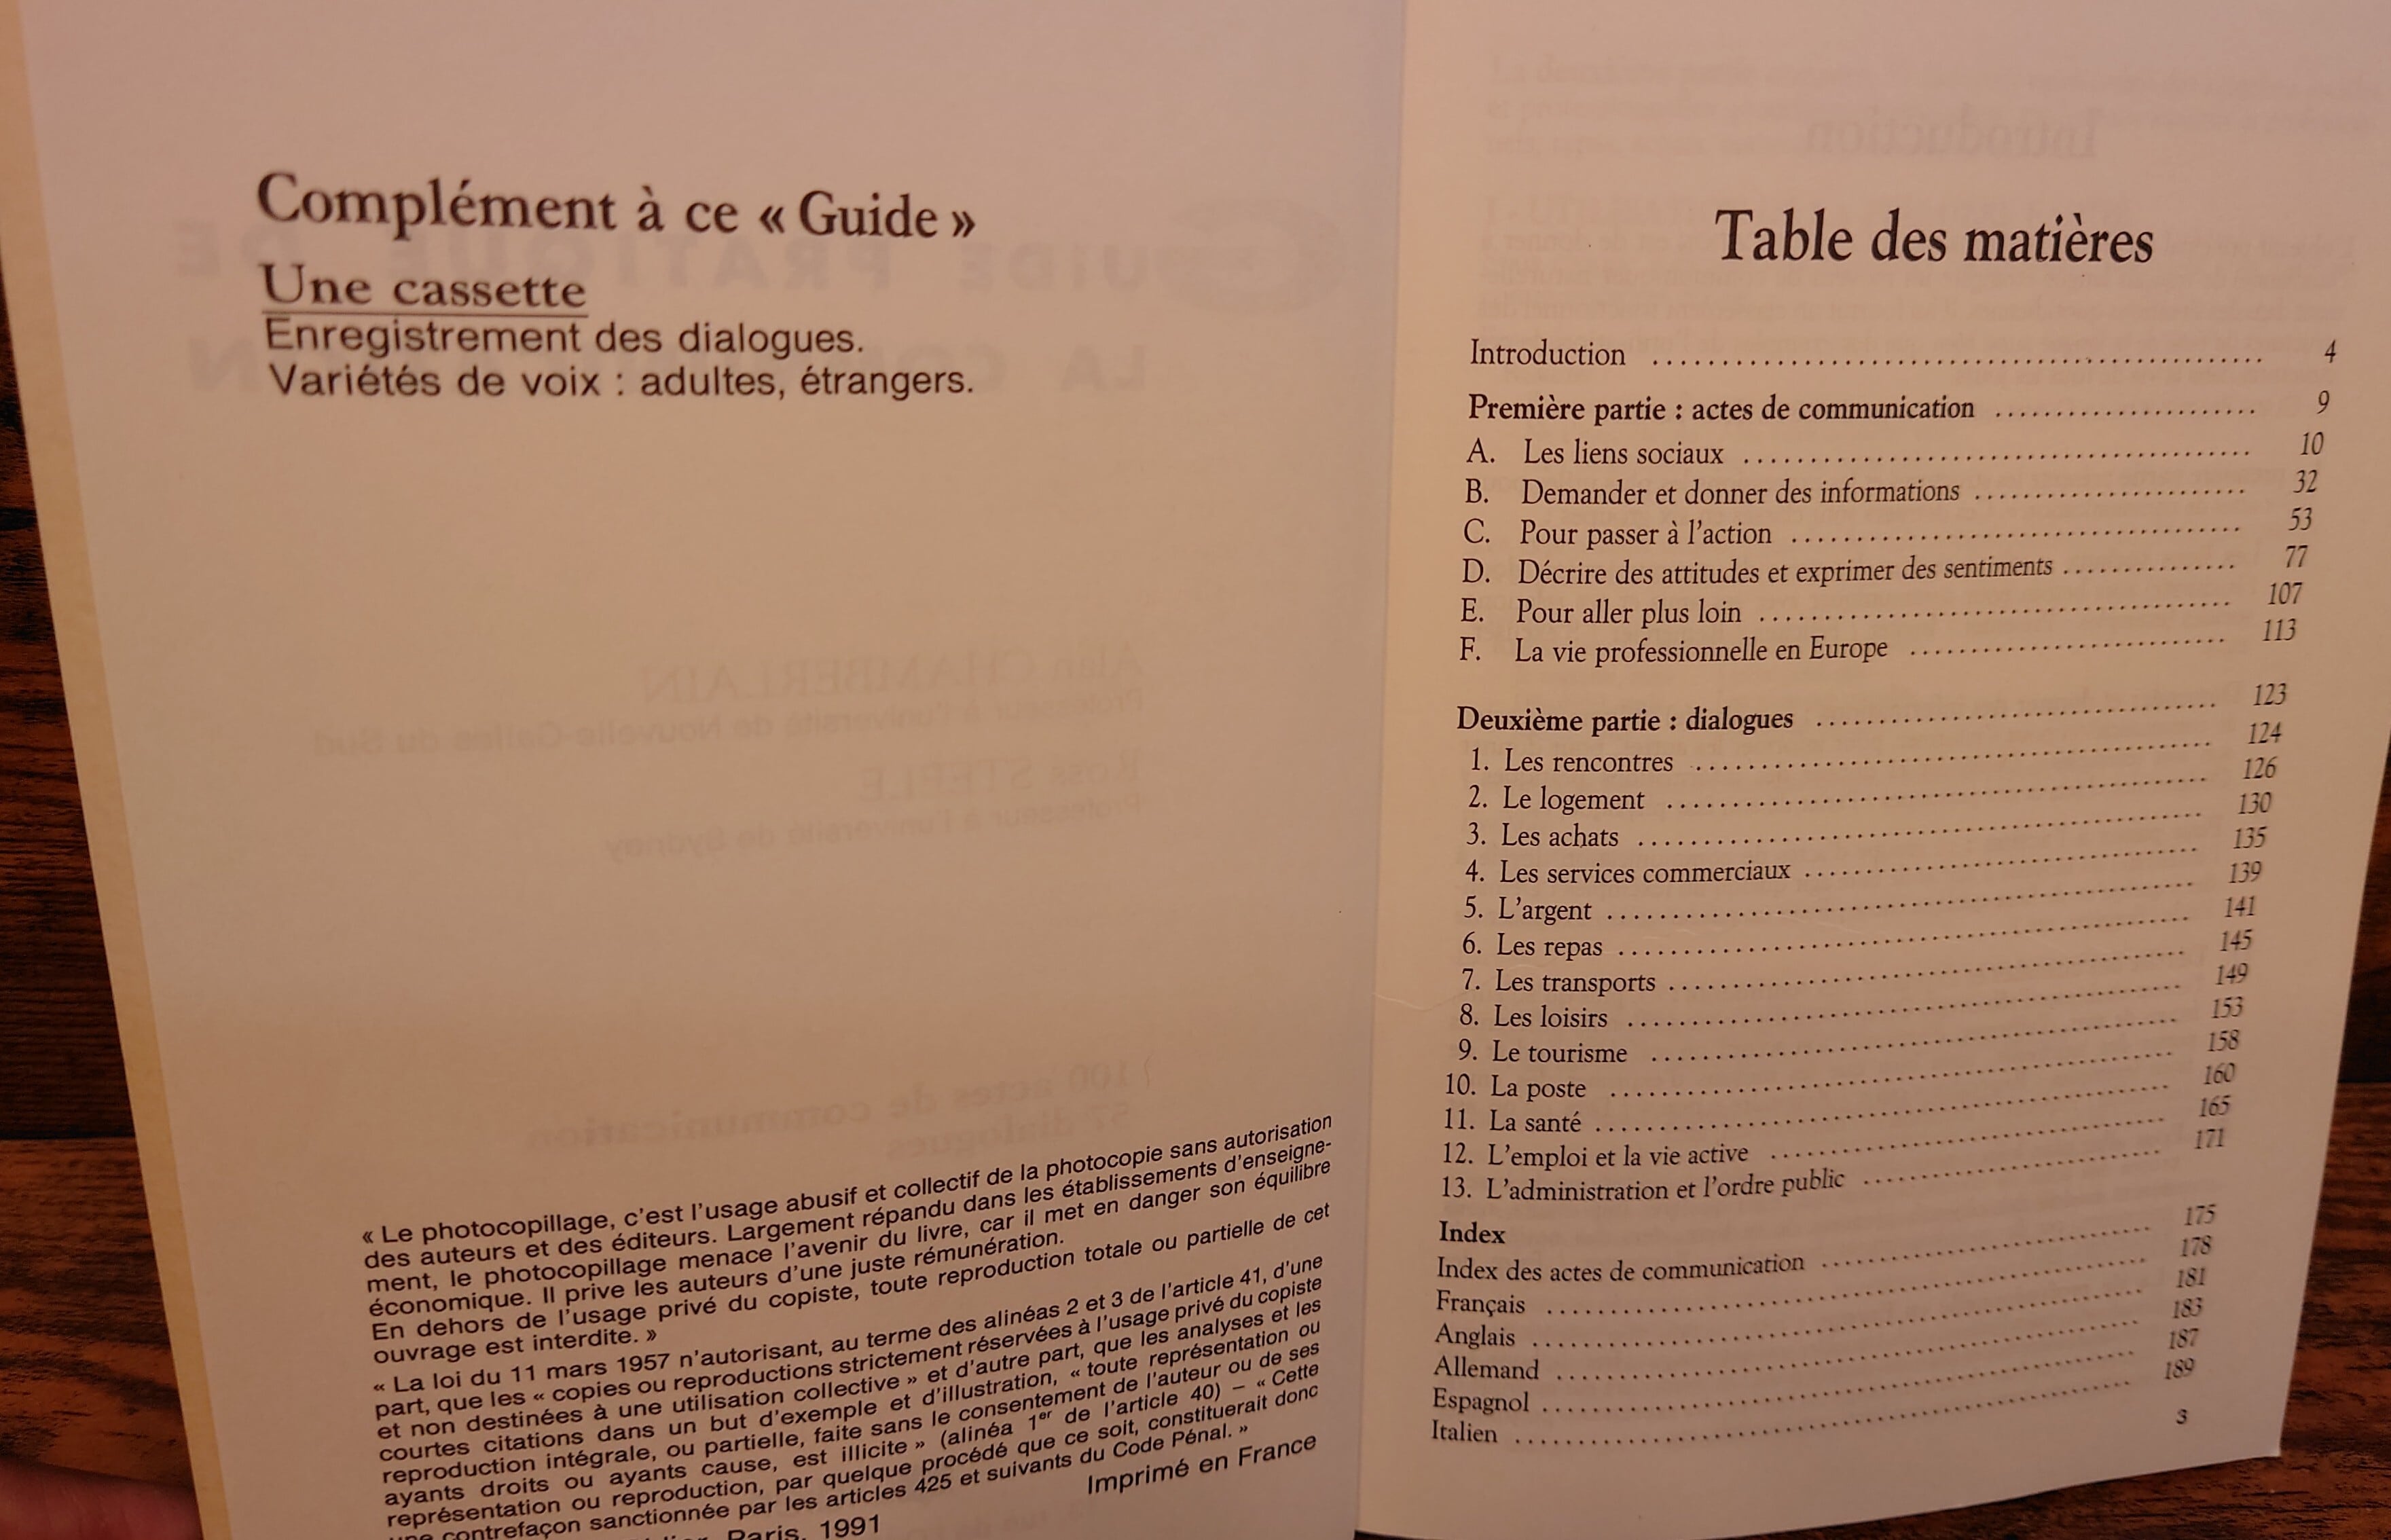 Complément à ce « Guide »
Une cassette
Enregistrement des dialogues.
Variétés de voix : adultes, étrangers.
« Le photocopillage, c'est l'usage abusif et collectif de la photocopie sans autorisation
des auteurs et des éditeurs. Largement répandu dans les établissements d'enseigne-
ment, le photocopillage menace l'avenir du livre, car il met en danger son équilibre
économique. Il prive les auteurs d'une juste rémunération.
En dehors de l'usage privé du copiste, toute reproduction totale ou partielle de cet
ouvrage est interdite. »
« La loi du 11 mars 1957 n'autorisant, au terme des alinéas 2 et 3 de l'article 41, d'une
part, que les « copies ou reproductions strictement réservées à l'usage privé du copiste
et non destinées à une utilisation collective » et d'autre part, que les analyses et les
courtes citations dans un but d'exemple et d'illustration, « toute représentation ou
reproduction intégrale, ou partielle, faite sans le consentement de l'auteur ou de ses
ayants droits ou ayants cause, est illicite » (alinéa 1er de l'article 40) – « Cette
représentation ou reproduction, par quelque procédé que ce soit, constituerait donc
une contrefaçon sanctionnée par les articles 425 et suivants du Code Pénal. »
Imprimé en France
Paris, 1991
Table des matières
Introduction 4
Première partie : actes de communication 9
A. Les liens sociaux 10
B. Demander et donner des informations 32
C. Pour passer à l'action 53
D. Décrire des attitudes et exprimer des sentiments 77
E. Pour aller plus loin 107
F. La vie professionnelle en Europe 113
Deuxième partie : dialogues 123
1. Les rencontres 124
2. Le logement 126
3. Les achats 130
4. Les services commerciaux 135
5. L'argent 139
6. Les repas 141
7. Les transports 145
8. Les loisirs 149
9. Le tourisme 153
10. La poste 158
11. La santé 160
12. L'emploi et la vie active 165
13. L'administration et l'ordre public 171
Index
Index des actes de communication 175
Français 178
Anglais 181
Allemand 183
Espagnol 187
Italien 189
3